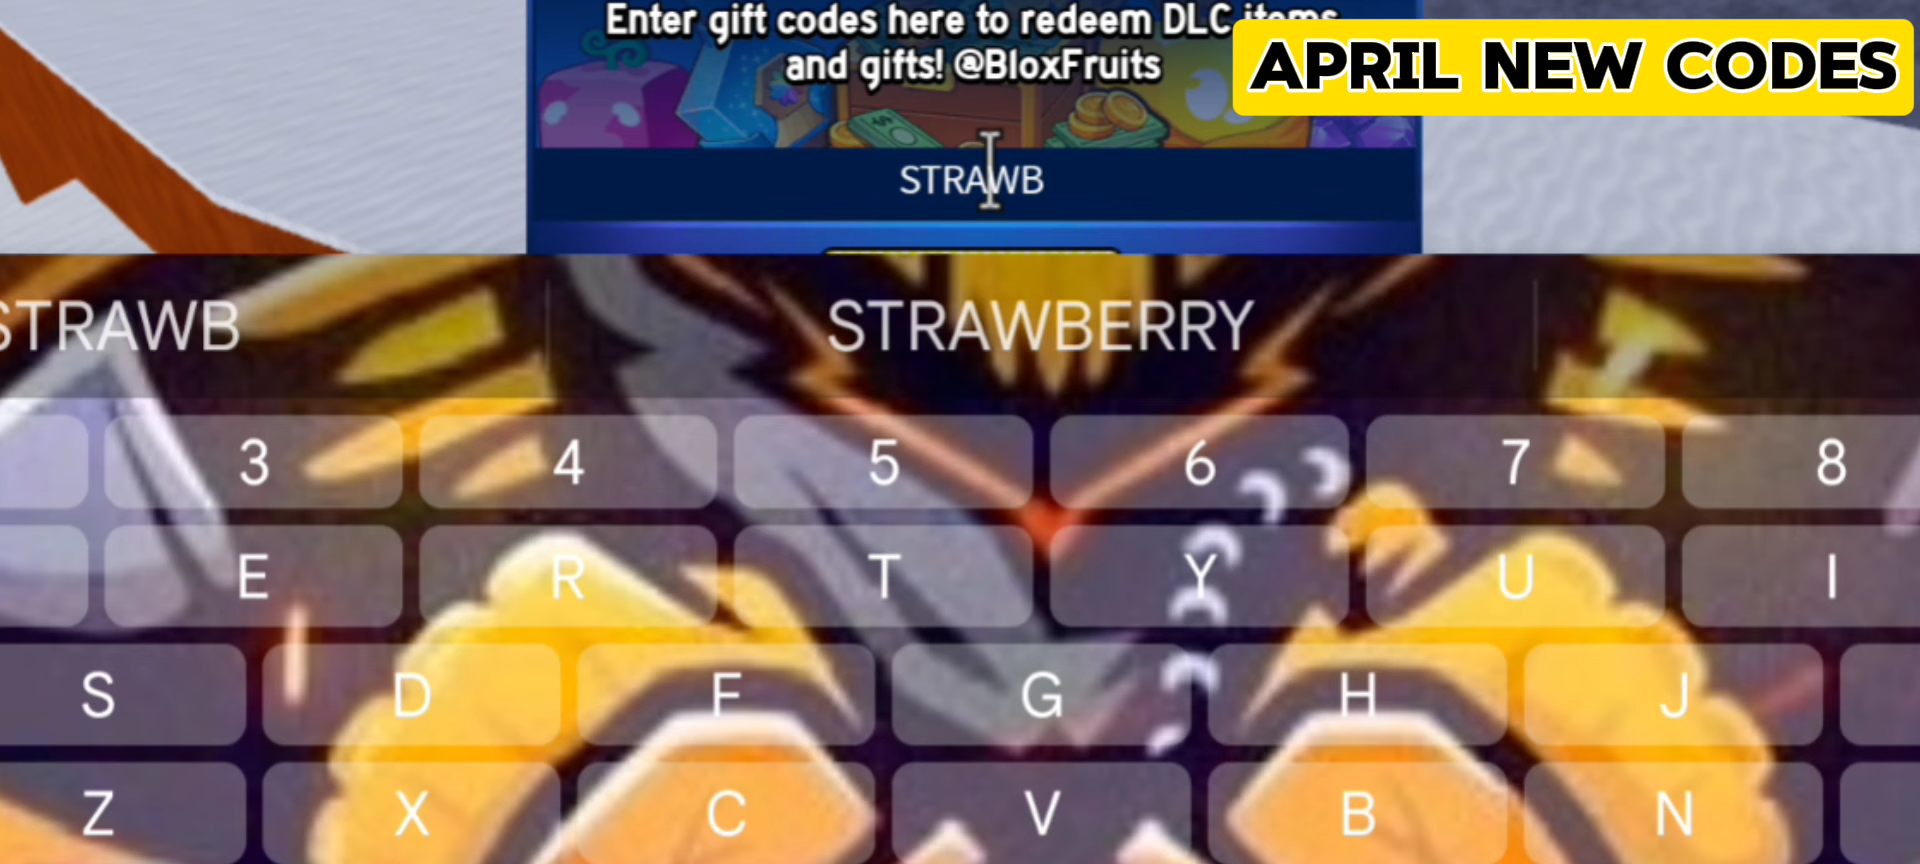 Enter gift codes here to redeem DLC items
and gifts! @BloxFruits
APRIL NEW CODES
STRAWB
STRAWB STRAWBERRY
3 4 5 6 7 8
E R T Y U I
S D F G H J
Z X C V B N